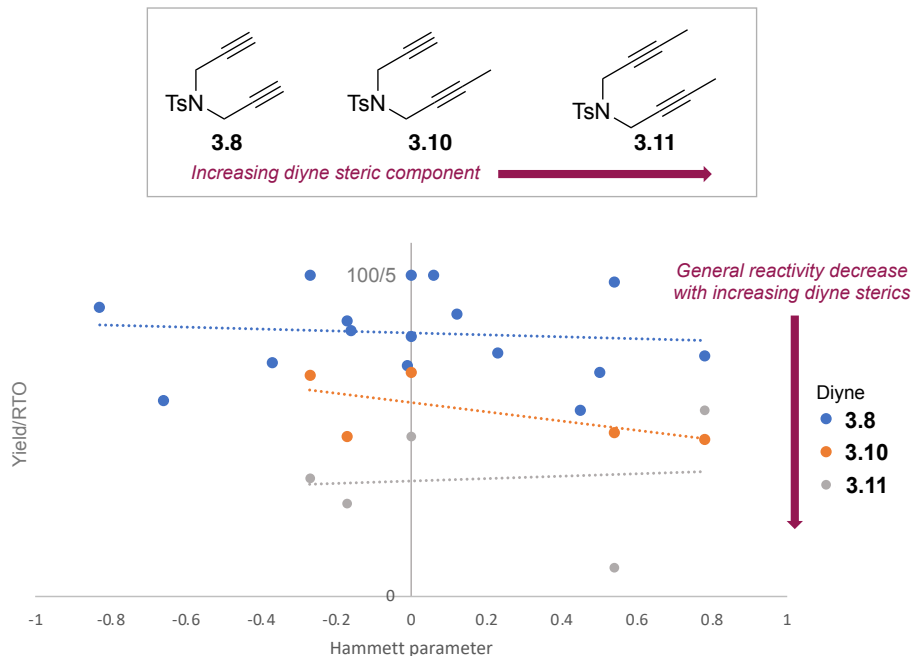 TsN
3.8
TsN
3.10
TsN
3.11
Increasing diyne steric component
General reactivity decrease
with increasing diyne sterics
100/5
Yield/RTO
Diyne
3.8
3.10
3.11
0
-1 -0.8 -0.6 -0.4 -0.2 0 0.2 0.4 0.6 0.8 1
Hammett parameter